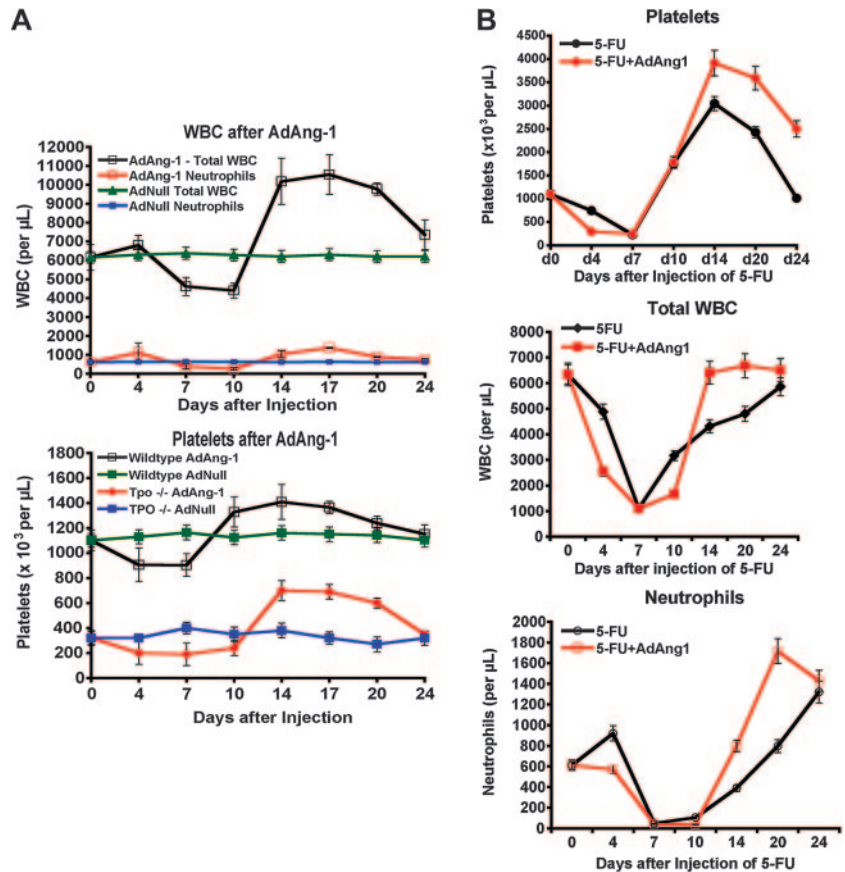 A
WBC after AdAng-1
12000
11000
10000
9000
8000
7000
6000
5000
4000
3000
2000
1000
0
WBC (per µL)
AdAng-1 - Total WBC
AdAng-1 Neutrophils
AdNull Total WBC
AdNull Neutrophils
0 4 7 10 14 17 20 24
Days after Injection
Platelets after AdAng-1
1800
1600
1400
1200
1000
800
600
400
200
0
Platelets (x 10³ per µL)
Wildtype AdAng-1
Wildtype AdNull
Tpo -/- AdAng-1
TPO -/- AdNull
0 4 7 10 14 17 20 24
Days after Injection
B
Platelets
4500
4000
3500
3000
2500
2000
1500
1000
500
0
Platelets (x10³ per µL)
5-FU
5-FU+AdAng1
d0 d4 d7 d10 d14 d20 d24
Days after Injection of 5-FU
Total WBC
8000
7000
6000
5000
4000
3000
2000
1000
0
WBC (per µL)
5FU
5-FU+AdAng1
0 4 7 10 14 20 24
Days after injection of 5-FU
Neutrophils
2000
1800
1600
1400
1200
1000
800
600
400
200
0
Neutrophils (per µL)
5-FU
5-FU+AdAng1
0 4 7 10 14 20 24
Days after Injection of 5-FU